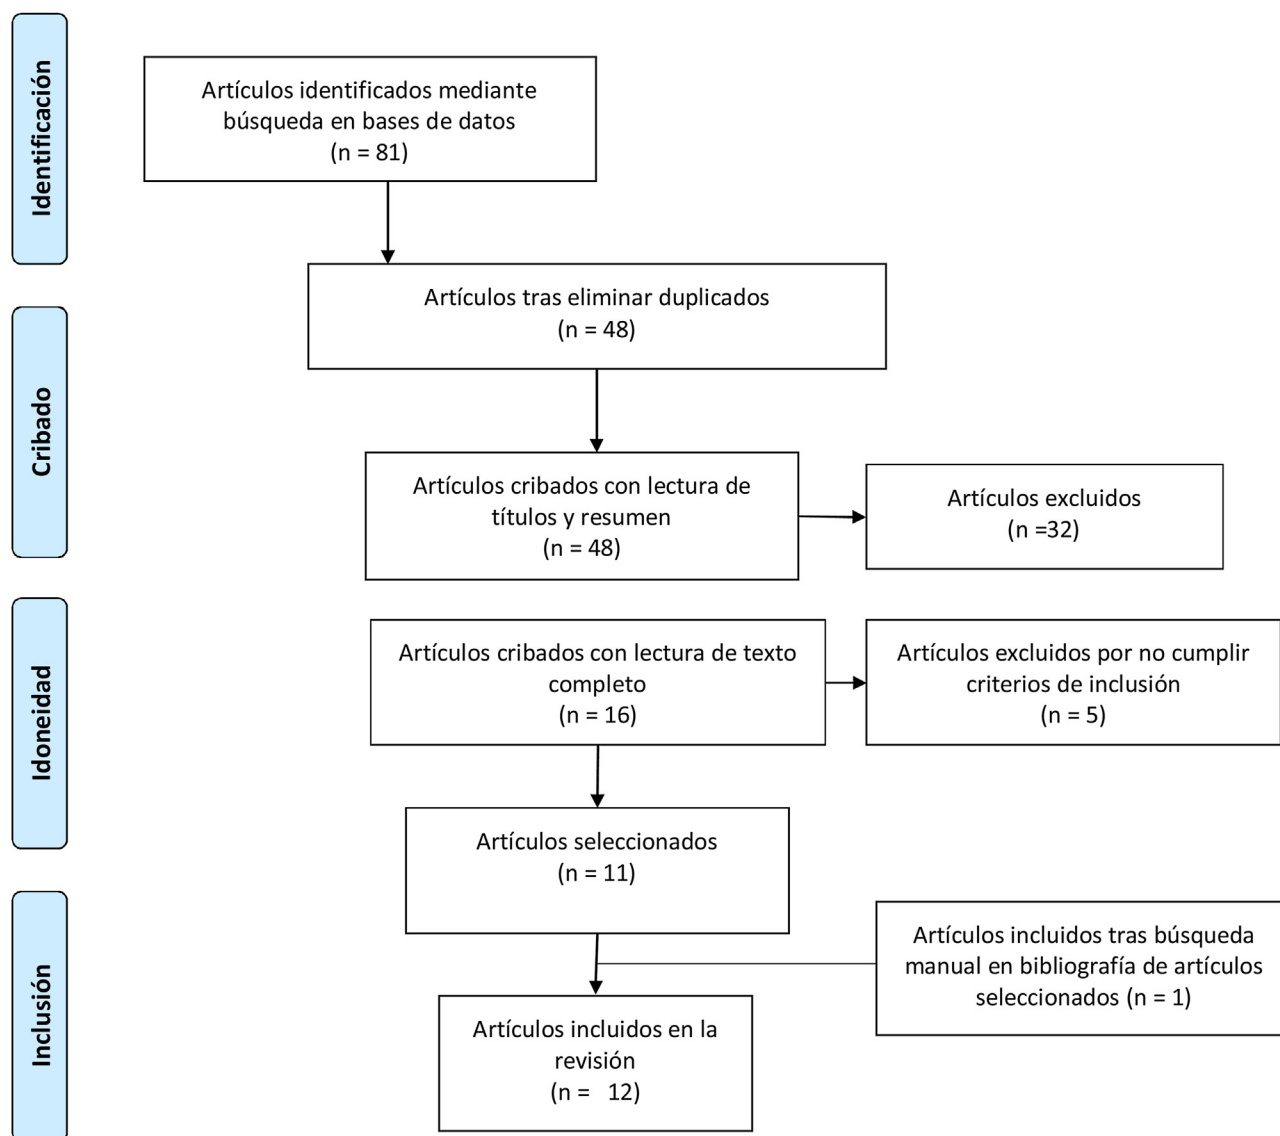 Identificación
Artículos identificados mediante
búsqueda en bases de datos
(n = 81)
Artículos tras eliminar duplicados
(n = 48)
Cribado
Artículos cribados con lectura de
títulos y resumen
(n = 48)
Artículos excluidos
(n =32)
Idoneidad
Artículos cribados con lectura de texto
completo
(n = 16)
Artículos excluidos por no cumplir
criterios de inclusión
(n = 5)
Artículos seleccionados
(n = 11)
Inclusión
Artículos incluidos tras búsqueda
manual en bibliografía de artículos
seleccionados (n = 1)
Artículos incluidos en la
revisión
(n =   12)